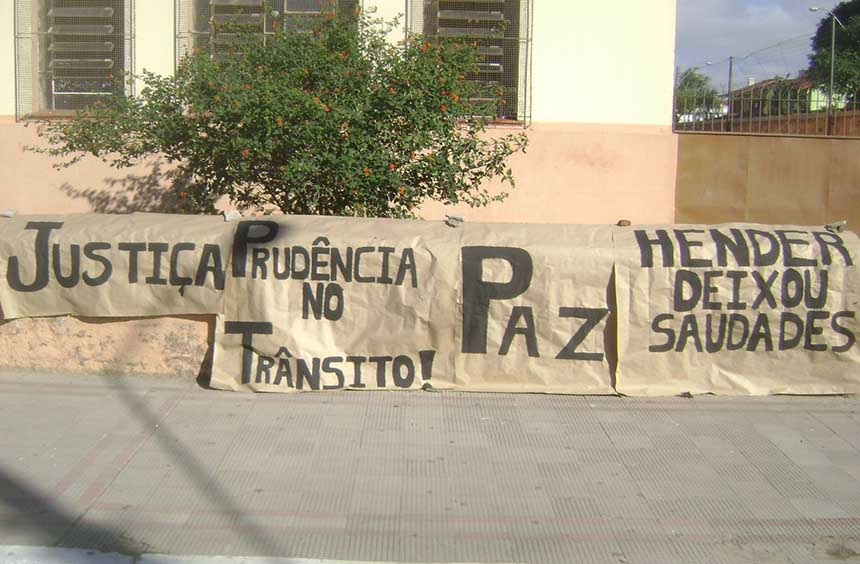 JUSTIÇA
PRUDÊNCIA
NO
TRÂNSITO!
PAZ
HENDER
DEIXOU
SAUDADES